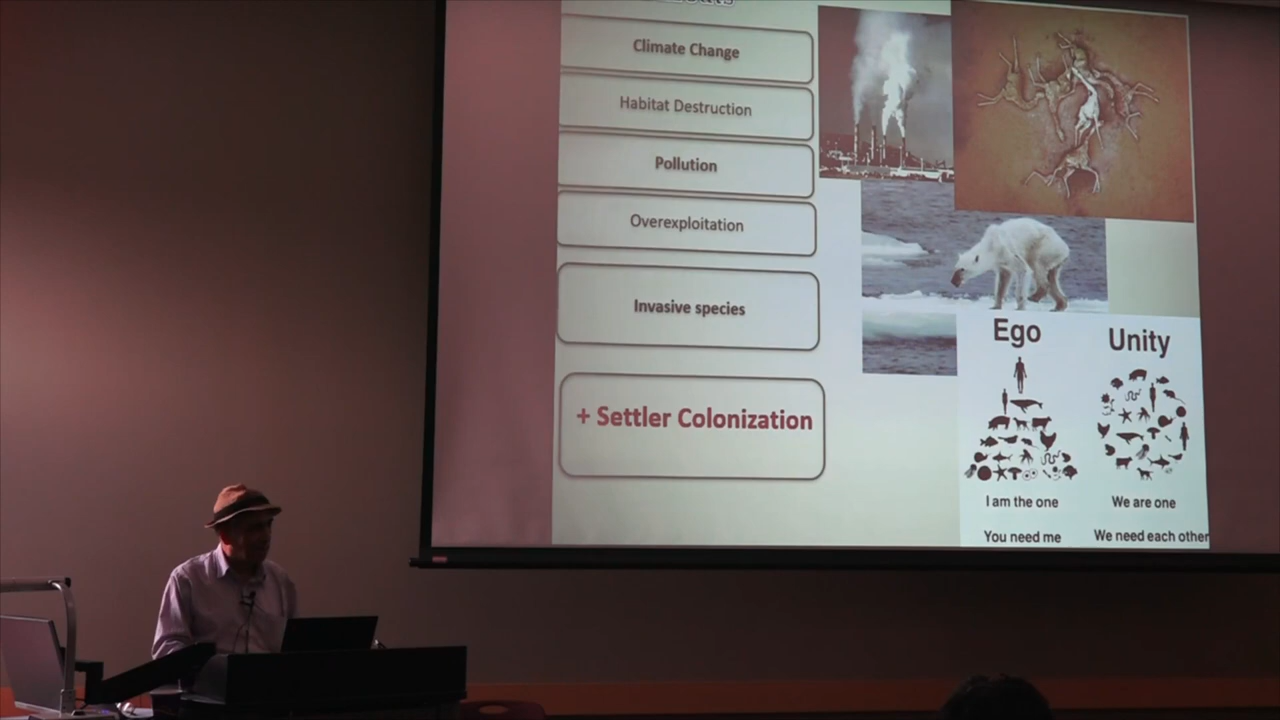 Climate Change
Habitat Destruction
Pollution
Overexploitation
Invasive species
+ Settler Colonization
Ego
Unity
I am the one
We are one
You need me
We need each other